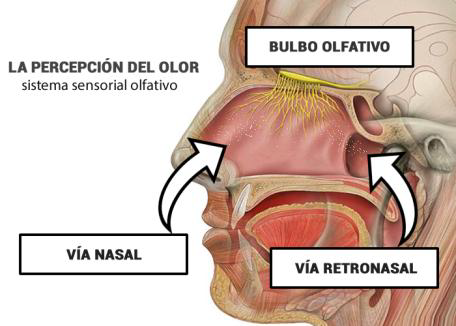 BULBO OLFATIVO
LA PERCEPCIÓN DEL OLOR
sistema sensorial olfativo
VÍA NASAL
VÍA RETRONASAL